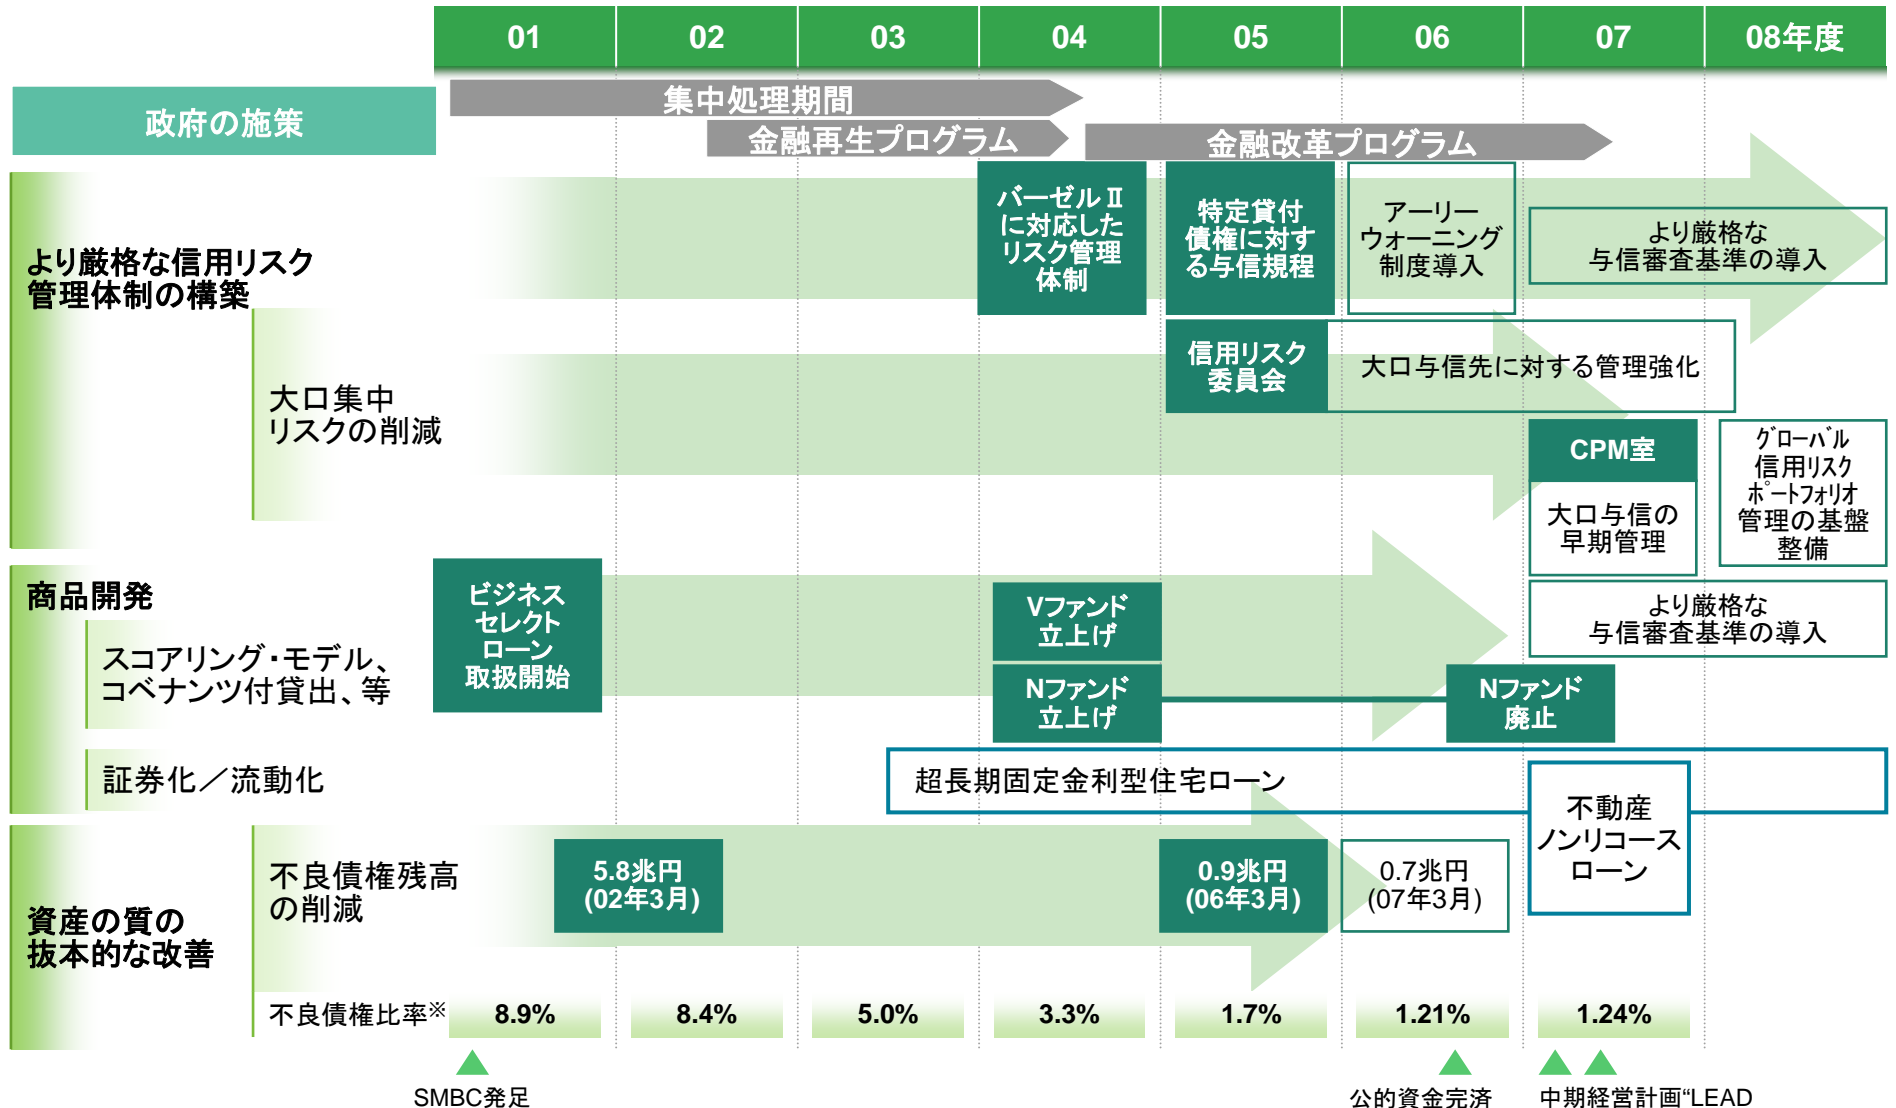 01
02
03
04
05
06
07
08年度
政府の施策
集中処理期間
金融再生プログラム
金融改革プログラム
より厳格な信用リスク
管理体制の構築
バーゼルⅡ
に対応した
リスク管理
体制
特定貸付
債権に対す
る与信規程
アーリー
ウォーニング
制度導入
より厳格な
与信審査基準の導入
大口集中
リスクの削減
信用リスク
委員会
大口与信先に対する管理強化
CPM室
大口与信の
早期管理
グローバル
信用リスク
ポートフォリオ
管理の基盤
整備
商品開発
スコアリング・モデル、
コベナンツ付貸出、等
ビジネス
セレクト
ローン
取扱開始
Vファンド
立上げ
Nファンド
立上げ
Nファンド
廃止
より厳格な
与信審査基準の導入
証券化／流動化
超長期固定金利型住宅ローン
不動産
ノンリコース
ローン
資産の質の
抜本的な改善
不良債権残高
の削減
5.8兆円
(02年3月)
0.9兆円
(06年3月)
0.7兆円
(07年3月)
不良債権比率※
8.9%
8.4%
5.0%
3.3%
1.7%
1.21%
1.24%
SMBC発足
公的資金完済
中期経営計画“LEAD